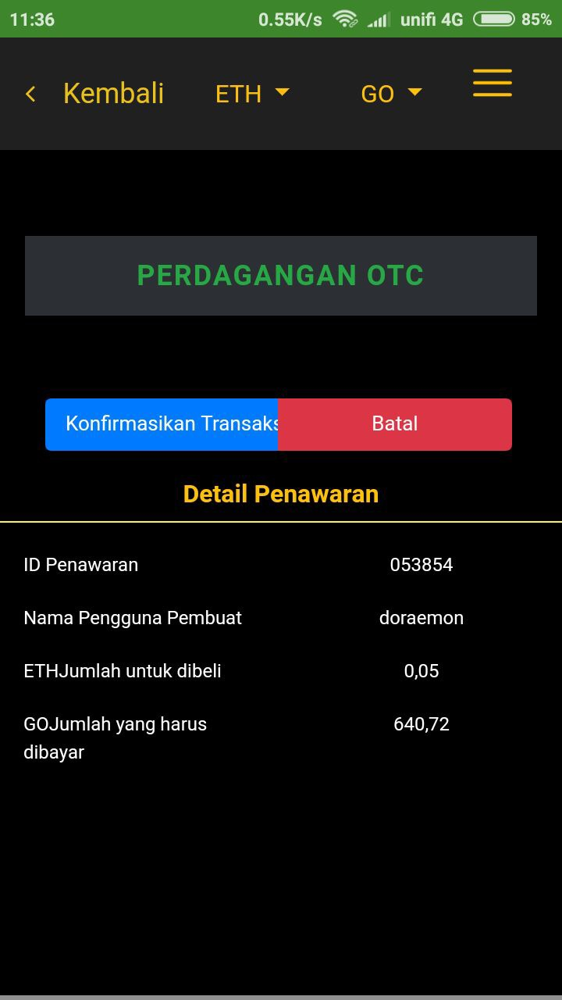 11:36 0.55K/s unifi 4G 85%
Kembali ETH GO
PERDAGANGAN OTC
Konfirmasikan Transaks Batal
Detail Penawaran
ID Penawaran 053854
Nama Pengguna Pembuat doraemon
ETHJumlah untuk dibeli 0,05
GOJumlah yang harus 640,72
dibayar